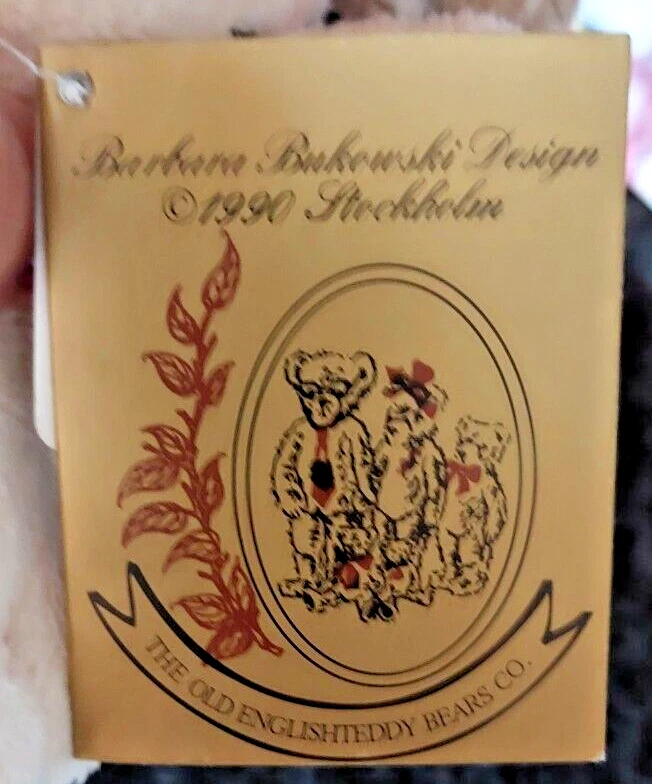 Barbara Bukowski Design
©1990 Stockholm
THE OLD ENGLISHTEDDY BEARS CO.